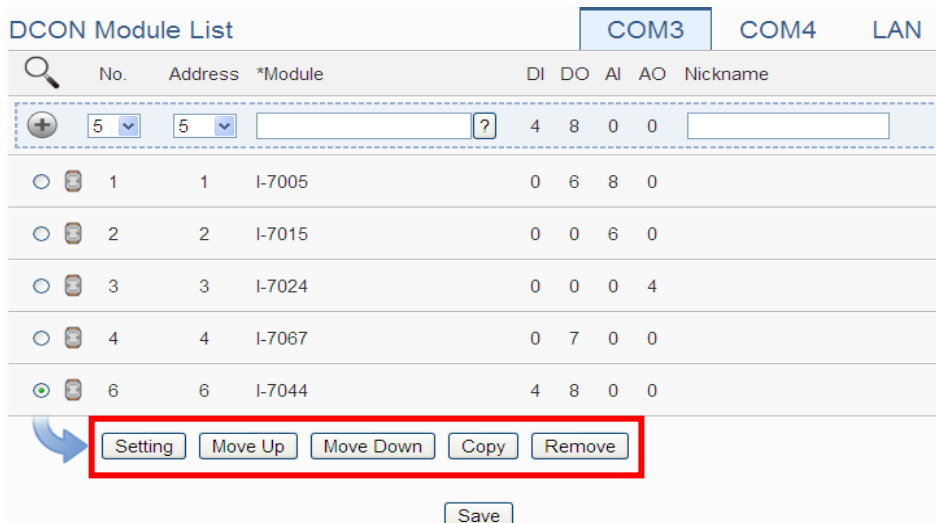 DCON Module List COM3 COM4 LAN
No. Address *Module DI DO AI AO Nickname
5 5 ? 4 8 0 0
1 1 I-7005 0 6 8 0
2 2 I-7015 0 0 6 0
3 3 I-7024 0 0 0 4
4 4 I-7067 0 7 0 0
6 6 I-7044 4 8 0 0
Setting Move Up Move Down Copy Remove
Save